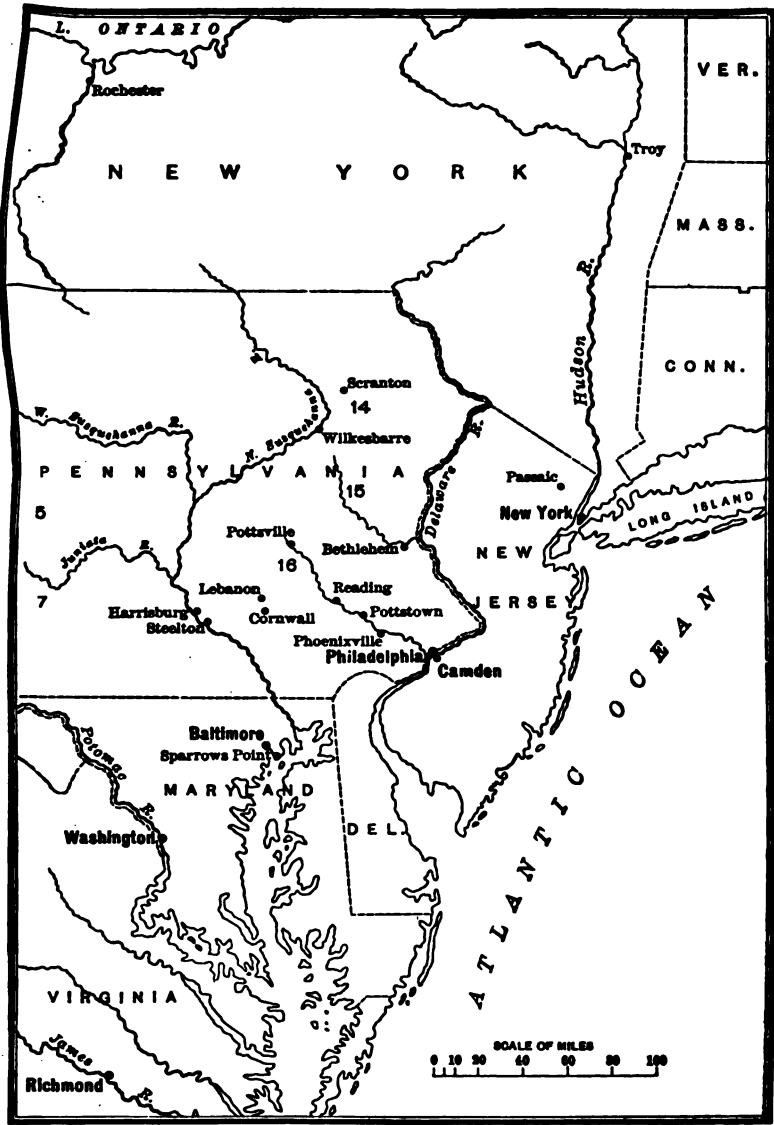 L. ONTARIO
Rochester
VER.
NEW YORK
Troy
MASS.
Hudson R.
CONN.
Scranton
14
W. Susquehanna R.
N. Susquehanna
Wilkesbarre
PENNSYLVANIA
Delaware R.
Passaic
15
New York
LONG ISLAND
5
Pottsville
Bethlehem
NEW
JERSEY
Juniata R.
16
7
Lebanon
Reading
Harrisburg
Cornwall
Pottstown
Steelton
Phoenixville
Philadelphia
Camden
ATLANTIC OCEAN
Potomac R.
Baltimore
Sparrows Point
MARYLAND
Washington
DEL.
VIRGINIA
James R.
Richmond
SCALE OF MILES
0 10 20 40 60 80 100